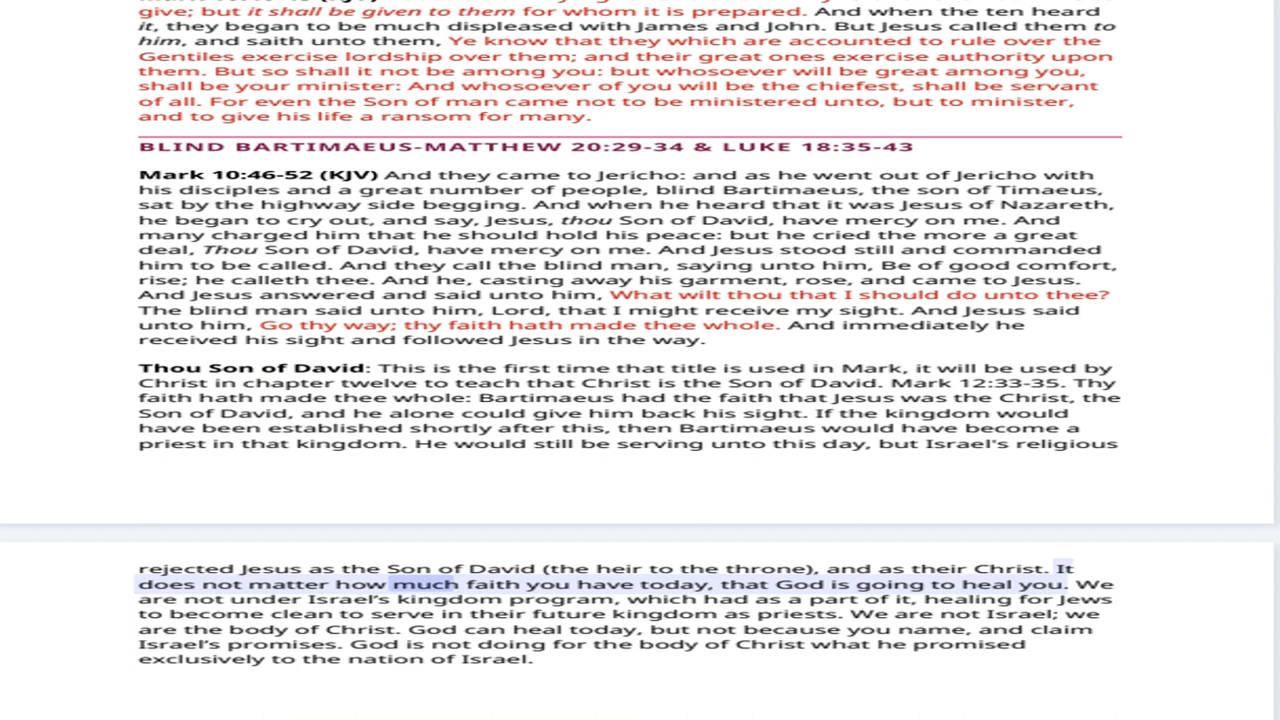 give; but it shall be given to them for whom it is prepared. And when the ten heard
it, they began to be much displeased with James and John. But Jesus called them to
him, and saith unto them, Ye know that they which are accounted to rule over the
Gentiles exercise lordship over them; and their great ones exercise authority upon
them. But so shall it not be among you: but whosoever will be great among you,
shall be your minister: And whosoever of you will be the chiefest, shall be servant
of all. For even the Son of man came not to be ministered unto, but to minister,
and to give his life a ransom for many.
BLIND BARTIMAEUS-MATTHEW 20:29-34 & LUKE 18:35-43
Mark 10:46-52 (KJV) And they came to Jericho: and as he went out of Jericho with
his disciples and a great number of people, blind Bartimaeus, the son of Timaeus,
sat by the highway side begging. And when he heard that it was Jesus of Nazareth,
he began to cry out, and say, Jesus, thou Son of David, have mercy on me. And
many charged him that he should hold his peace: but he cried the more a great
deal, Thou Son of David, have mercy on me. And Jesus stood still and commanded
him to be called. And they call the blind man, saying unto him, Be of good comfort,
rise; he calleth thee. And he, casting away his garment, rose, and came to Jesus.
And Jesus answered and said unto him, What wilt thou that I should do unto thee?
The blind man said unto him, Lord, that I might receive my sight. And Jesus said
unto him, Go thy way; thy faith hath made thee whole. And immediately he
received his sight and followed Jesus in the way.
Thou Son of David: This is the first time that title is used in Mark, it will be used by
Christ in chapter twelve to teach that Christ is the Son of David. Mark 12:33-35. Thy
faith hath made thee whole: Bartimaeus had the faith that Jesus was the Christ, the
Son of David, and he alone could give him back his sight. If the kingdom would
have been established shortly after this, then Bartimaeus would have become a
priest in that kingdom. He would still be serving unto this day, but Israel's religious
rejected Jesus as the Son of David (the heir to the throne), and as their Christ. It
does not matter how much faith you have today, that God is going to heal you. We
are not under Israel's kingdom program, which had as a part of it, healing for Jews
to become clean to serve in their future kingdom as priests. We are not Israel; we
are the body of Christ. God can heal today, but not because you name, and claim
Israel's promises. God is not doing for the body of Christ what he promised
exclusively to the nation of Israel.